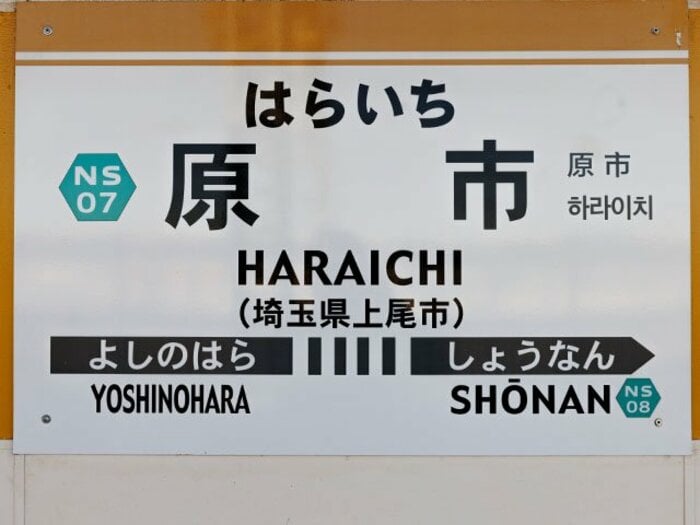 はらいち
NS
07
原市
原市
하라이치
HARAICHI
(埼玉県上尾市)
よしのはら
しょうなん
YOSHINOHARA
SHŌNAN
NS
08